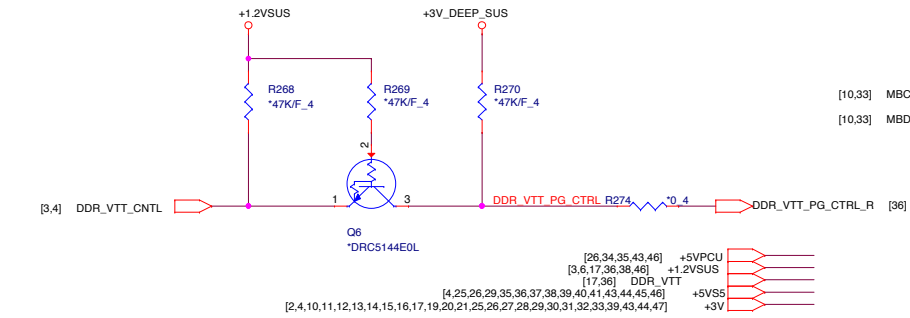 +1.2VSUS
+3V_DEEP_SUS
R268
*47K/F_4
R269
*47K/F_4
R270
*47K/F_4
[10,33] MBC
[10,33] MBD
2
1
3
[3,4] DDR_VTT_CNTL
DDR_VTT_PG_CTRL
R274
*0_4
DDR_VTT_PG_CTRL_R [36]
Q6
*DRC5144E0L
[26,34,35,43,46] +5VPCU
[3,6,17,36,38,46] +1.2VSUS
[17,36] DDR_VTT
[4,25,26,29,35,36,37,38,39,40,41,43,44,45,46] +5VS5
[2,4,10,11,12,13,14,15,16,17,19,20,21,25,26,27,28,29,30,31,32,33,39,43,44,47] +3V